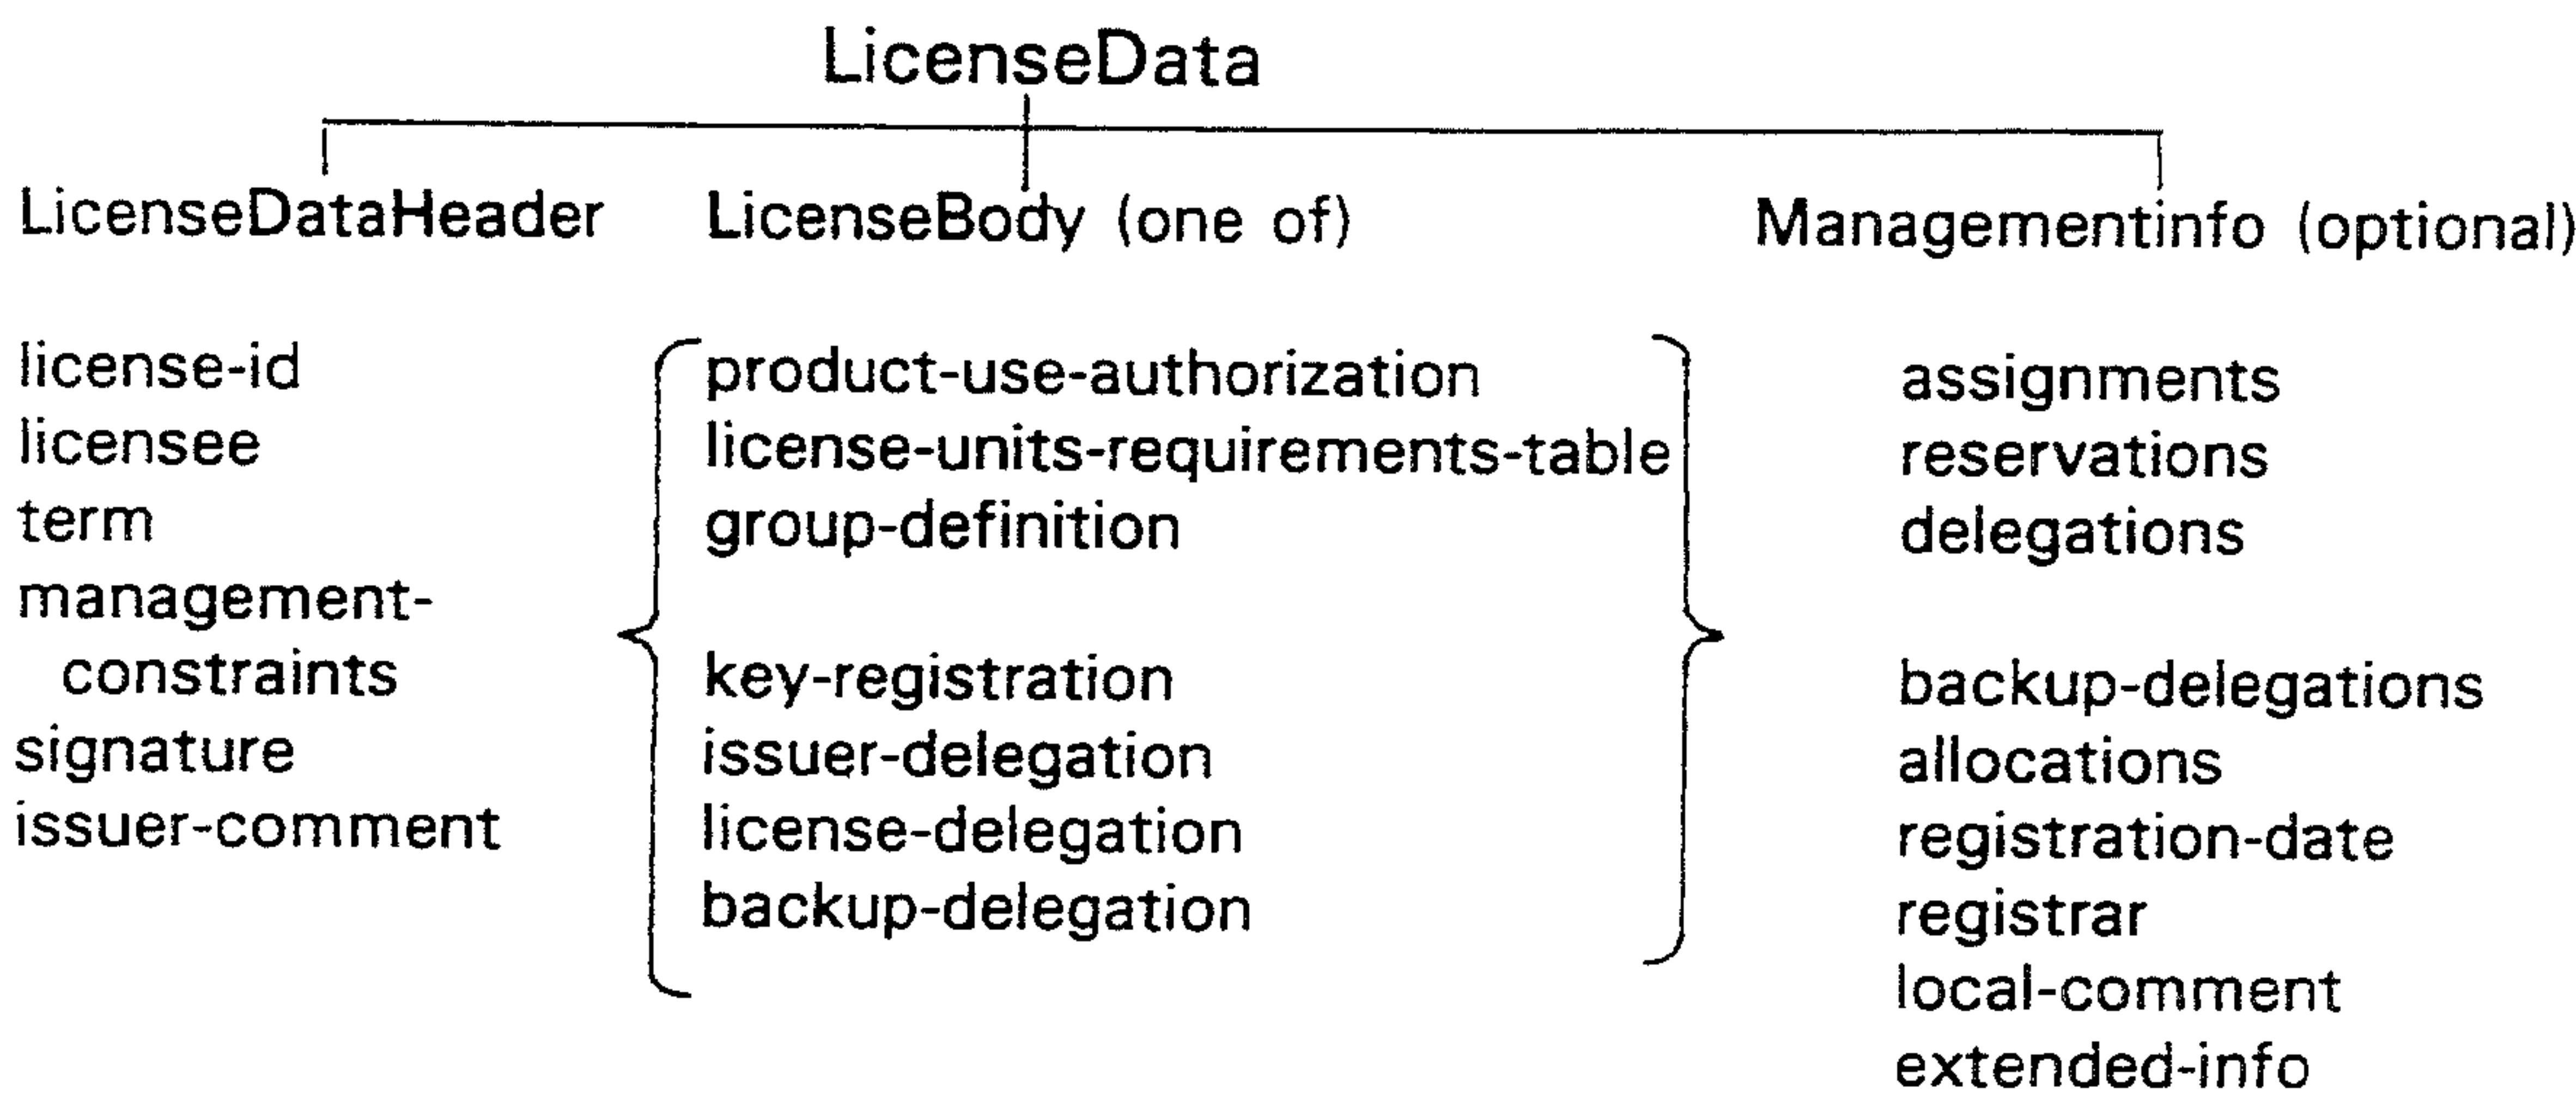 LicenseData
LicenseDataHeader
LicenseBody (one of)
Managementinfo (optional)
license-id
licensee
term
management-
constraints
signature
issuer-comment
product-use-authorization
license-units-requirements-table
group-definition
key-registration
issuer-delegation
license-delegation
backup-delegation
assignments
reservations
delegations
backup-delegations
allocations
registration-date
registrar
local-comment
extended-info